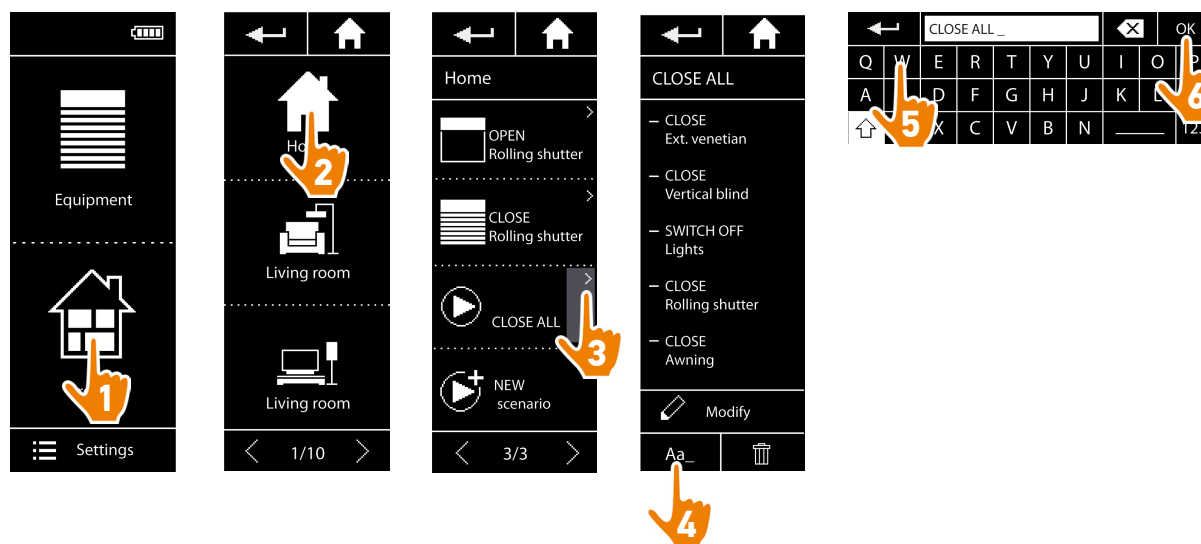 Equipment
1
Settings
Ho
2
Living room
Living room
1/10
Home
OPEN
Rolling shutter
CLOSE
Rolling shutter
CLOSE ALL
3
NEW
scenario
3/3
CLOSE ALL
– CLOSE
Ext. venetian
– CLOSE
Vertical blind
– SWITCH OFF
Lights
– CLOSE
Rolling shutter
– CLOSE
Awning
Modify
Aa_
4
CLOSE ALL _
OK
Q W E R T Y U I O P
A D F G H J K L
X C V B N
5
6